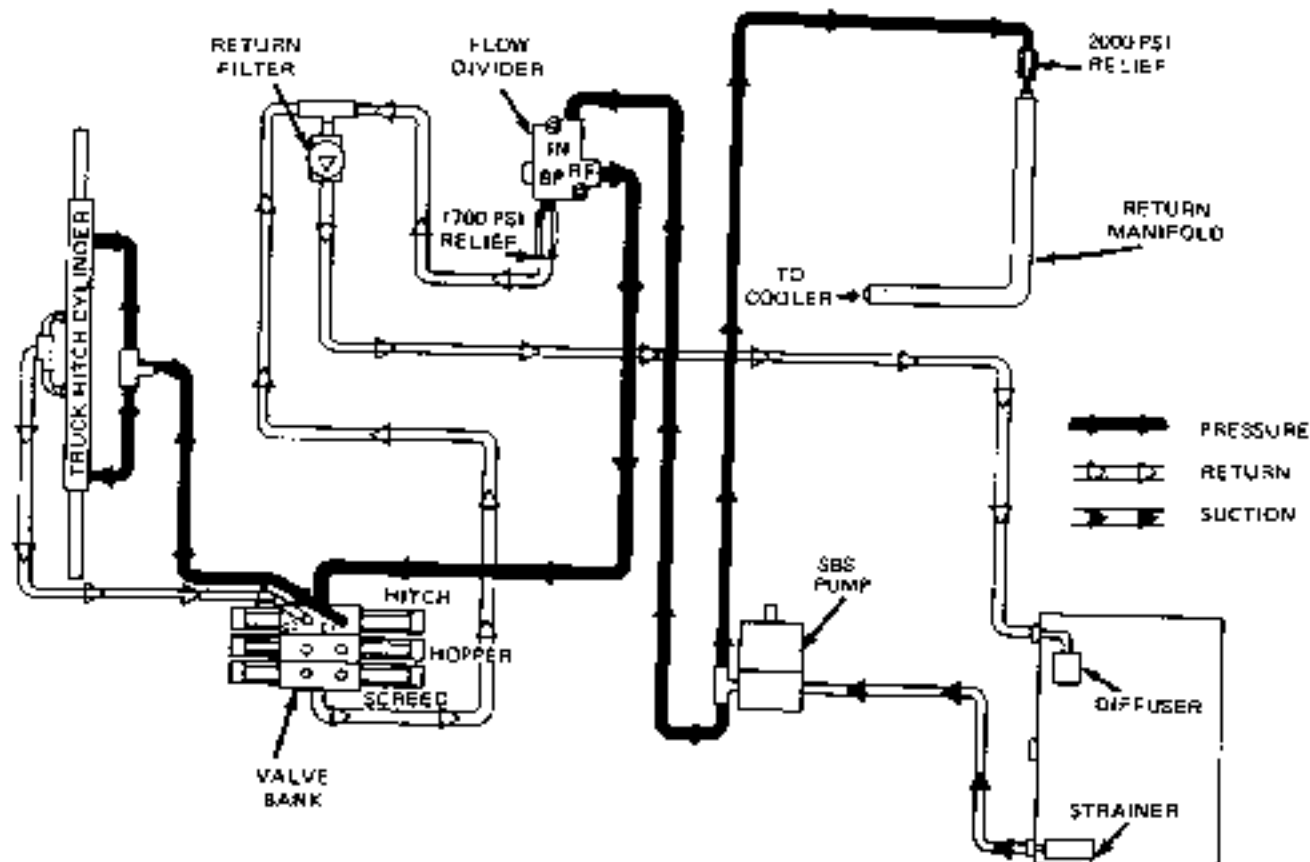 RETURN
FILTER
FLOW
DIVIDER
2000 PSI
RELIEF
IN
BP RF
1700 PSI
RELIEF
TRUCK HITCH CYLINDER
RETURN
MANIFOLD
TO
COOLER
PRESSURE
RETURN
SUCTION
SBS
PUMP
HITCH
HOPPER
SCREED
DIFFUSER
VALVE
BANK
STRAINER